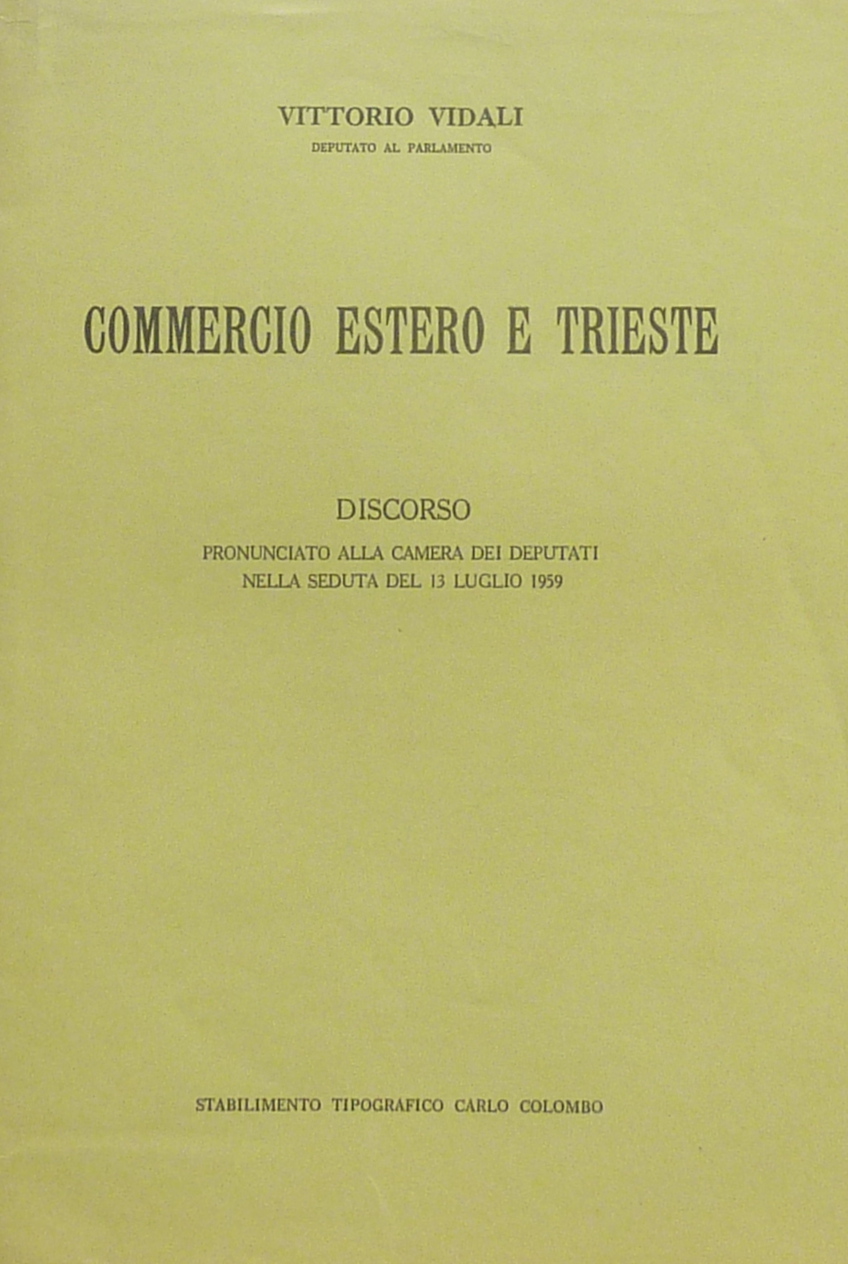 VITTORIO VIDALI
DEPUTATO AL PARLAMENTO
COMMERCIO ESTERO E TRIESTE
DISCORSO
PRONUNCIATO ALLA CAMERA DEI DEPUTATI
NELLA SEDUTA DEL 13 LUGLIO 1959
STABILIMENTO TIPOGRAFICO CARLO COLOMBO